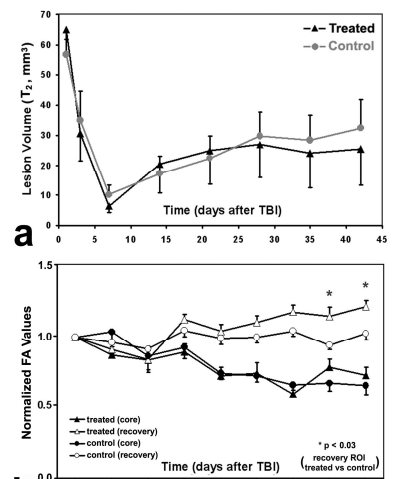 70
60
50
40
30
20
10
0
Lesion Volume (T2, mm3)
Treated
Control
Time (days after TBI)
0 5 10 15 20 25 30 35 40 45
a
1.5
1.0
0.5
0.0
Normalized FA Values
* *
treated (core)
treated (recovery)
control (core)
control (recovery)
* p < 0.03
( recovery ROI
treated vs control )
Time (days after TBI)